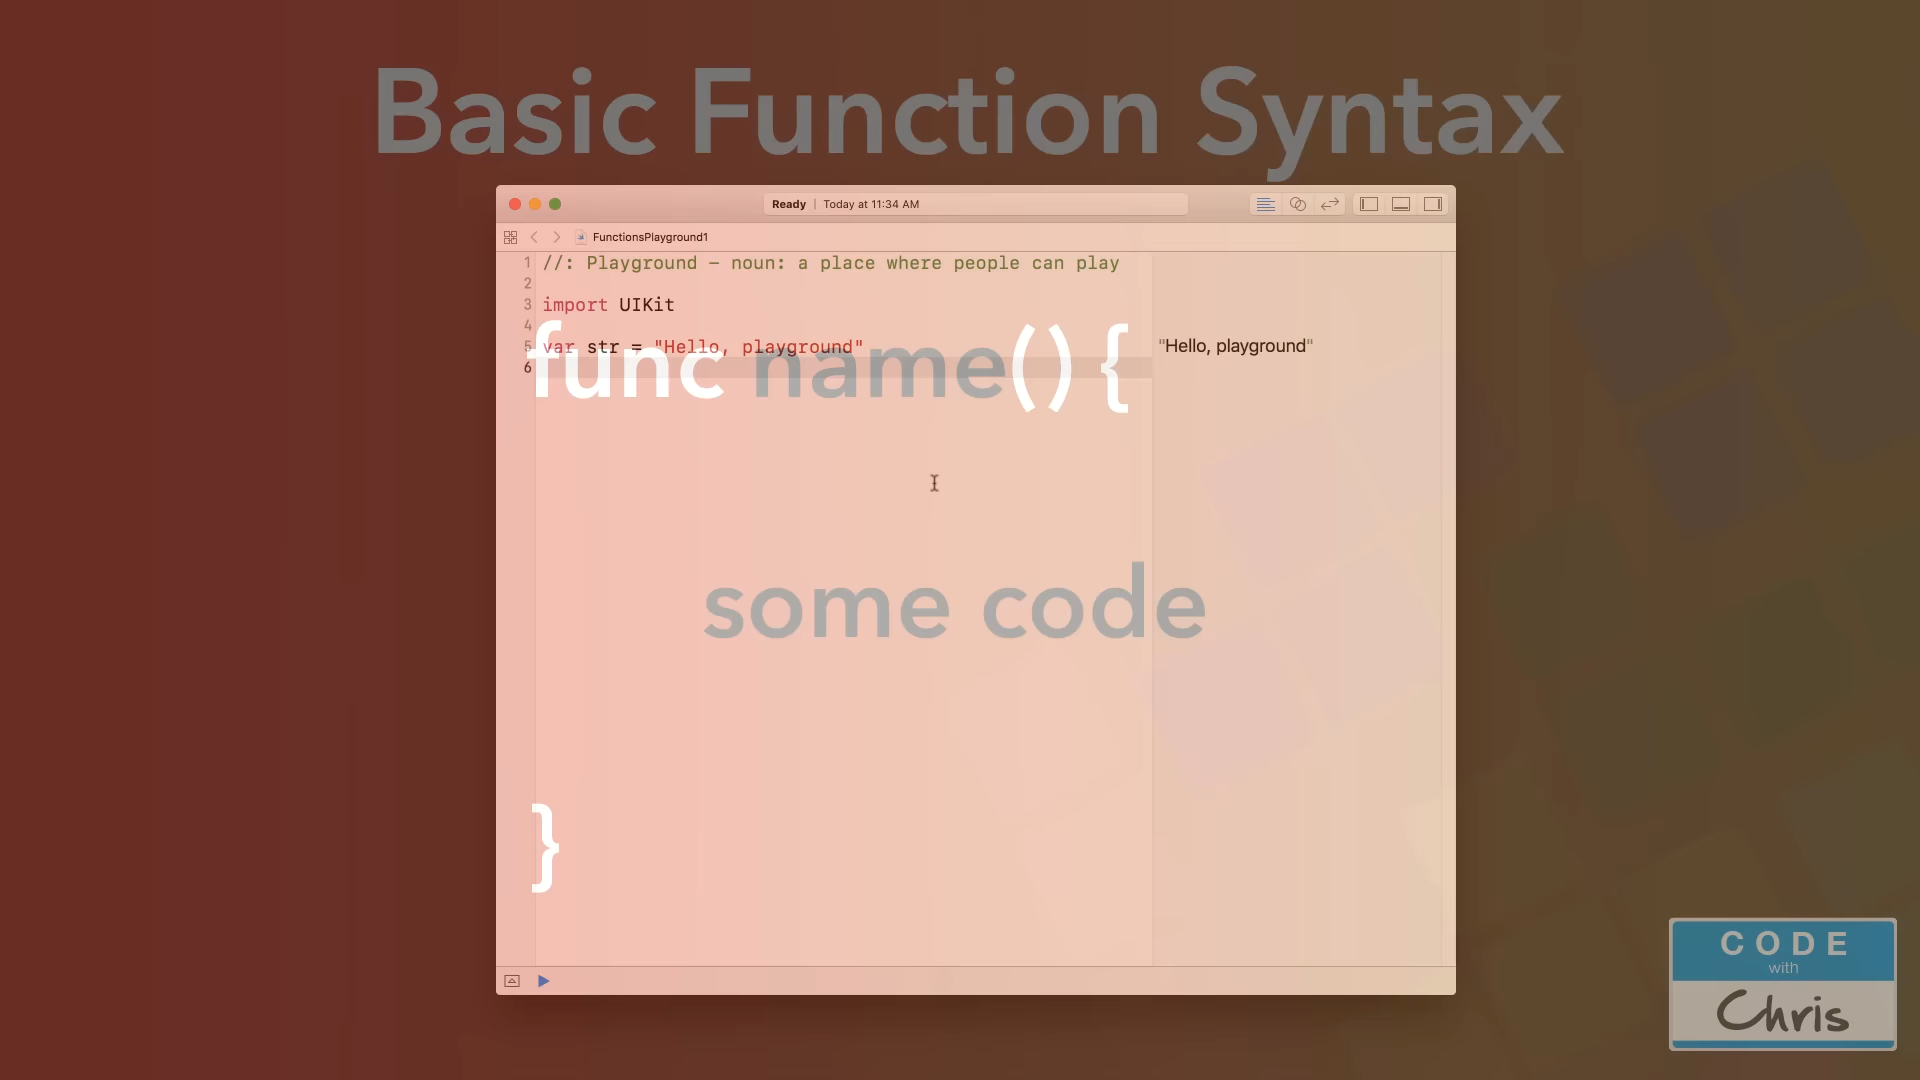 Basic Function Syntax
Ready | Today at 11:34 AM
FunctionsPlayground1
1 //: Playground – noun: a place where people can play
2
3 import UIKit
4
5 var str = "Hello, playground"
"Hello, playground"
6
func name() {
some code
}
CODE
with
Chris